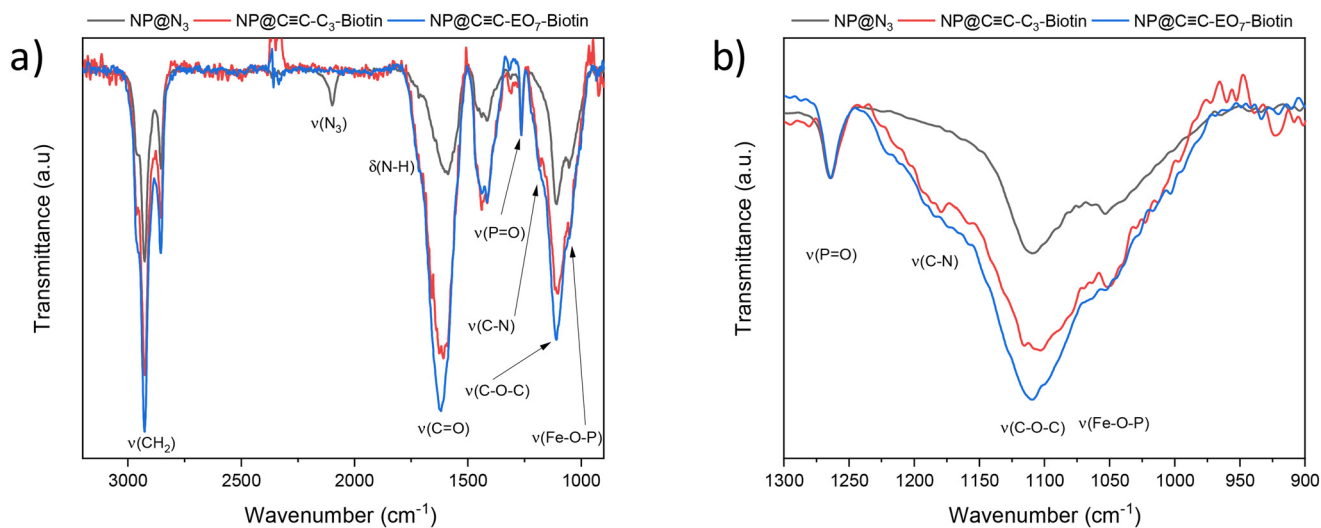 a)
NP@N₃ NP@C≡C-C₃-Biotin NP@C≡C-EO₇-Biotin
Transmittance (a.u)
ν(N₃)
δ(N-H)
ν(P=O)
ν(C-N)
ν(C-O-C)
ν(CH₂)
ν(C=O)
ν(Fe-O-P)
3000 2500 2000 1500 1000
Wavenumber (cm⁻¹)
b)
NP@N₃ NP@C≡C-C₃-Biotin NP@C≡C-EO₇-Biotin
Transmittance (a.u.)
ν(P=O)
ν(C-N)
ν(C-O-C) ν(Fe-O-P)
1300 1250 1200 1150 1100 1050 1000 950 900
Wavenumber (cm⁻¹)